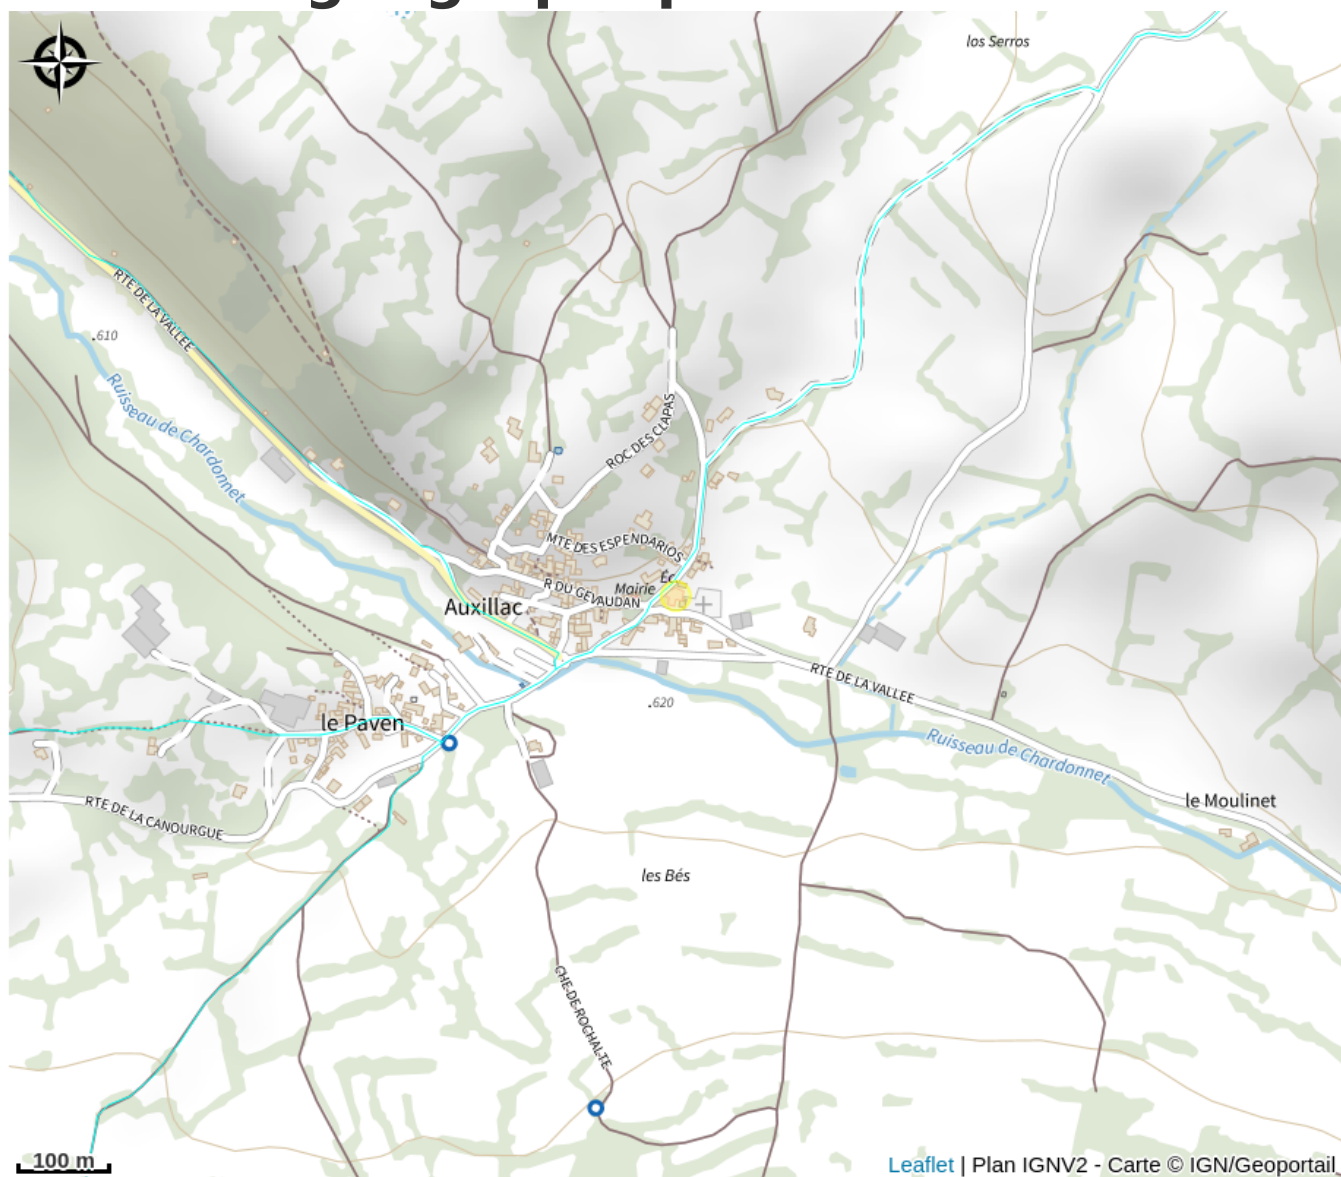 los Serros
RTE DE LA VALLEE
.610
Ruisseau de Chardonnet
ROC DES CLAPAS
MTE DES ESPENDARIOS
Mairie
R DU GEVAUDAN
Auxillac
RTE DE LA VALLEE
.620
le Paven
Ruisseau de Chardonnet
le Moulinet
RTE DE LA CANOURGUE
les Bés
CHE-DE-ROCHALTE
100 m
Leaflet | Plan IGNV2 - Carte © IGN/Geoportail